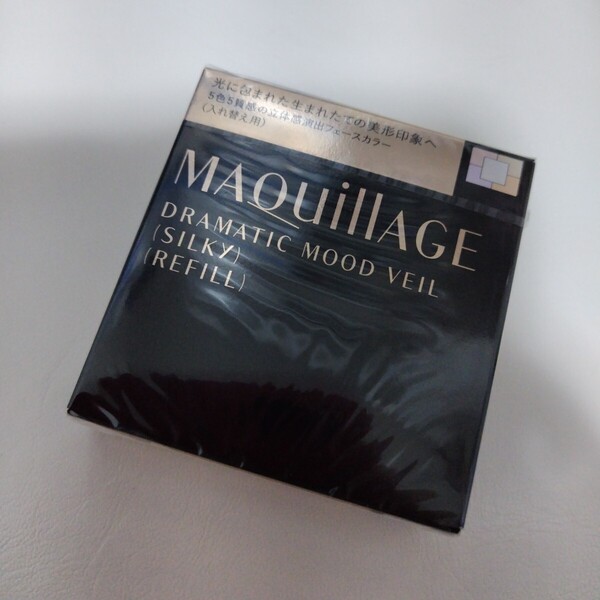 光に包まれた生まれたての美形印象へ
5色5質感の立体感演出フェースカラー
(入れ替え用)
MAQuillAGE
DRAMATIC MOOD VEIL
(SILKY)
(REFILL)